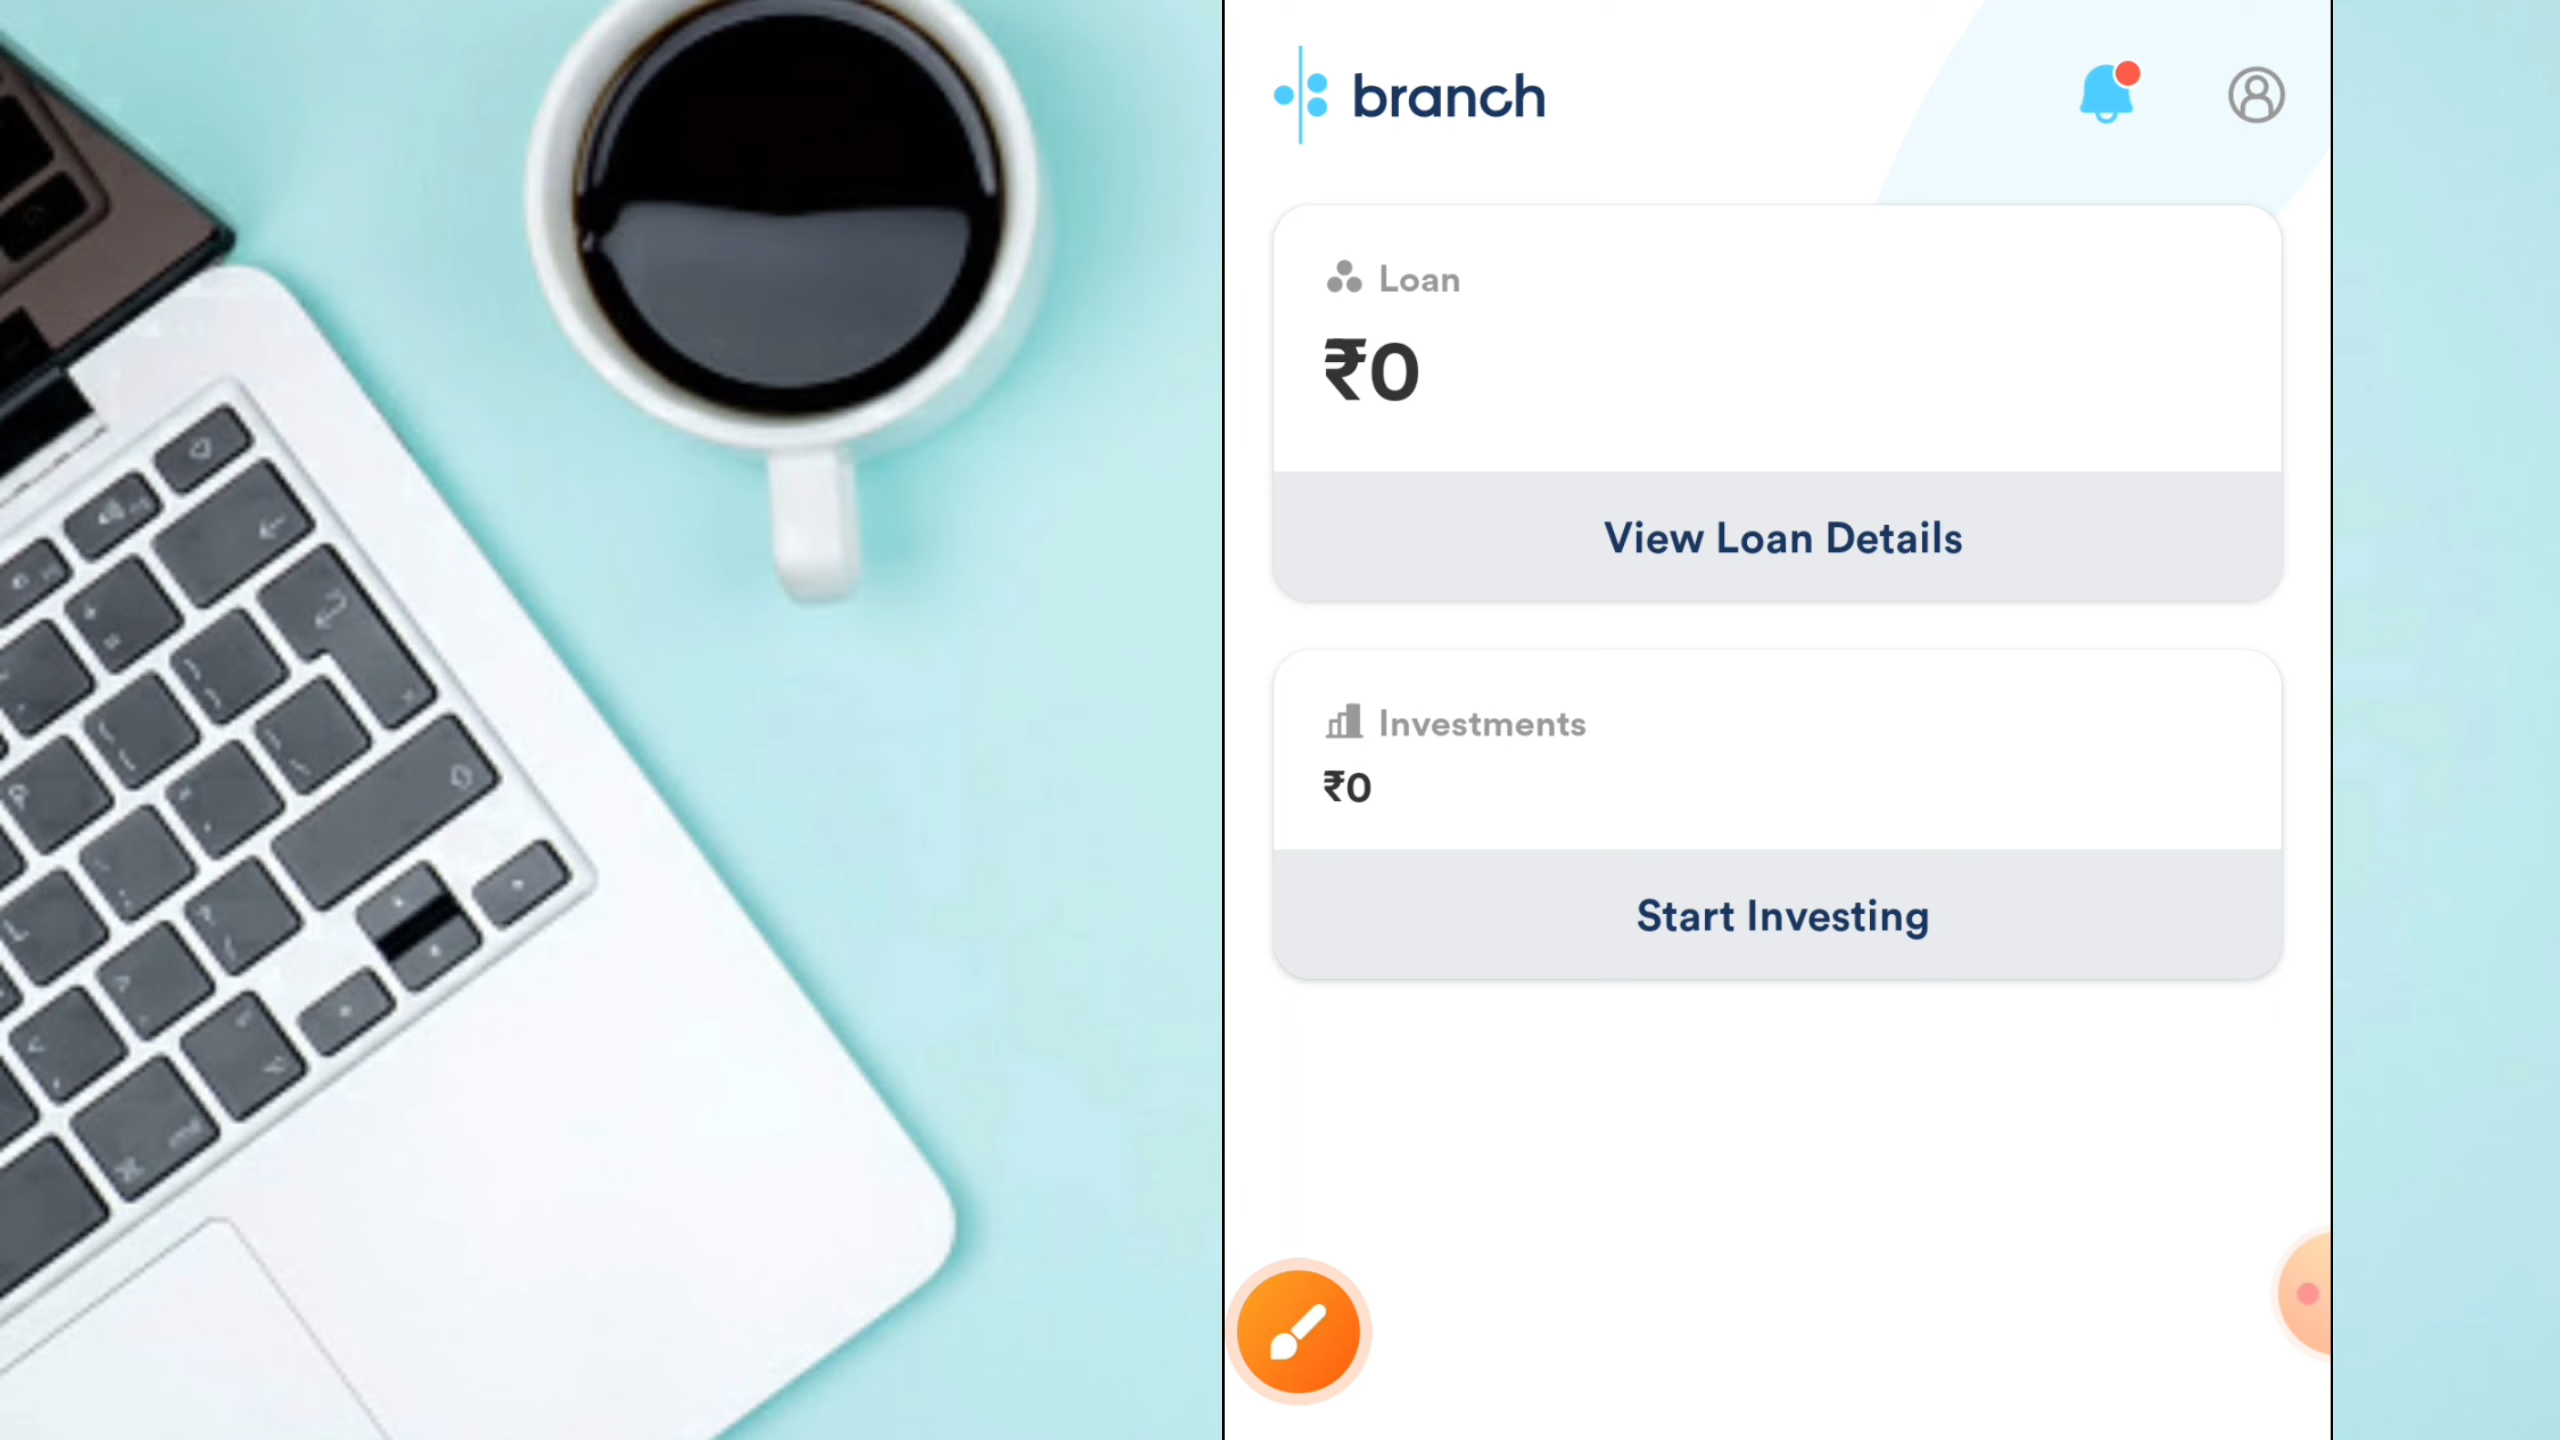 branch
Loan
₹0
View Loan Details
Investments
₹0
Start Investing